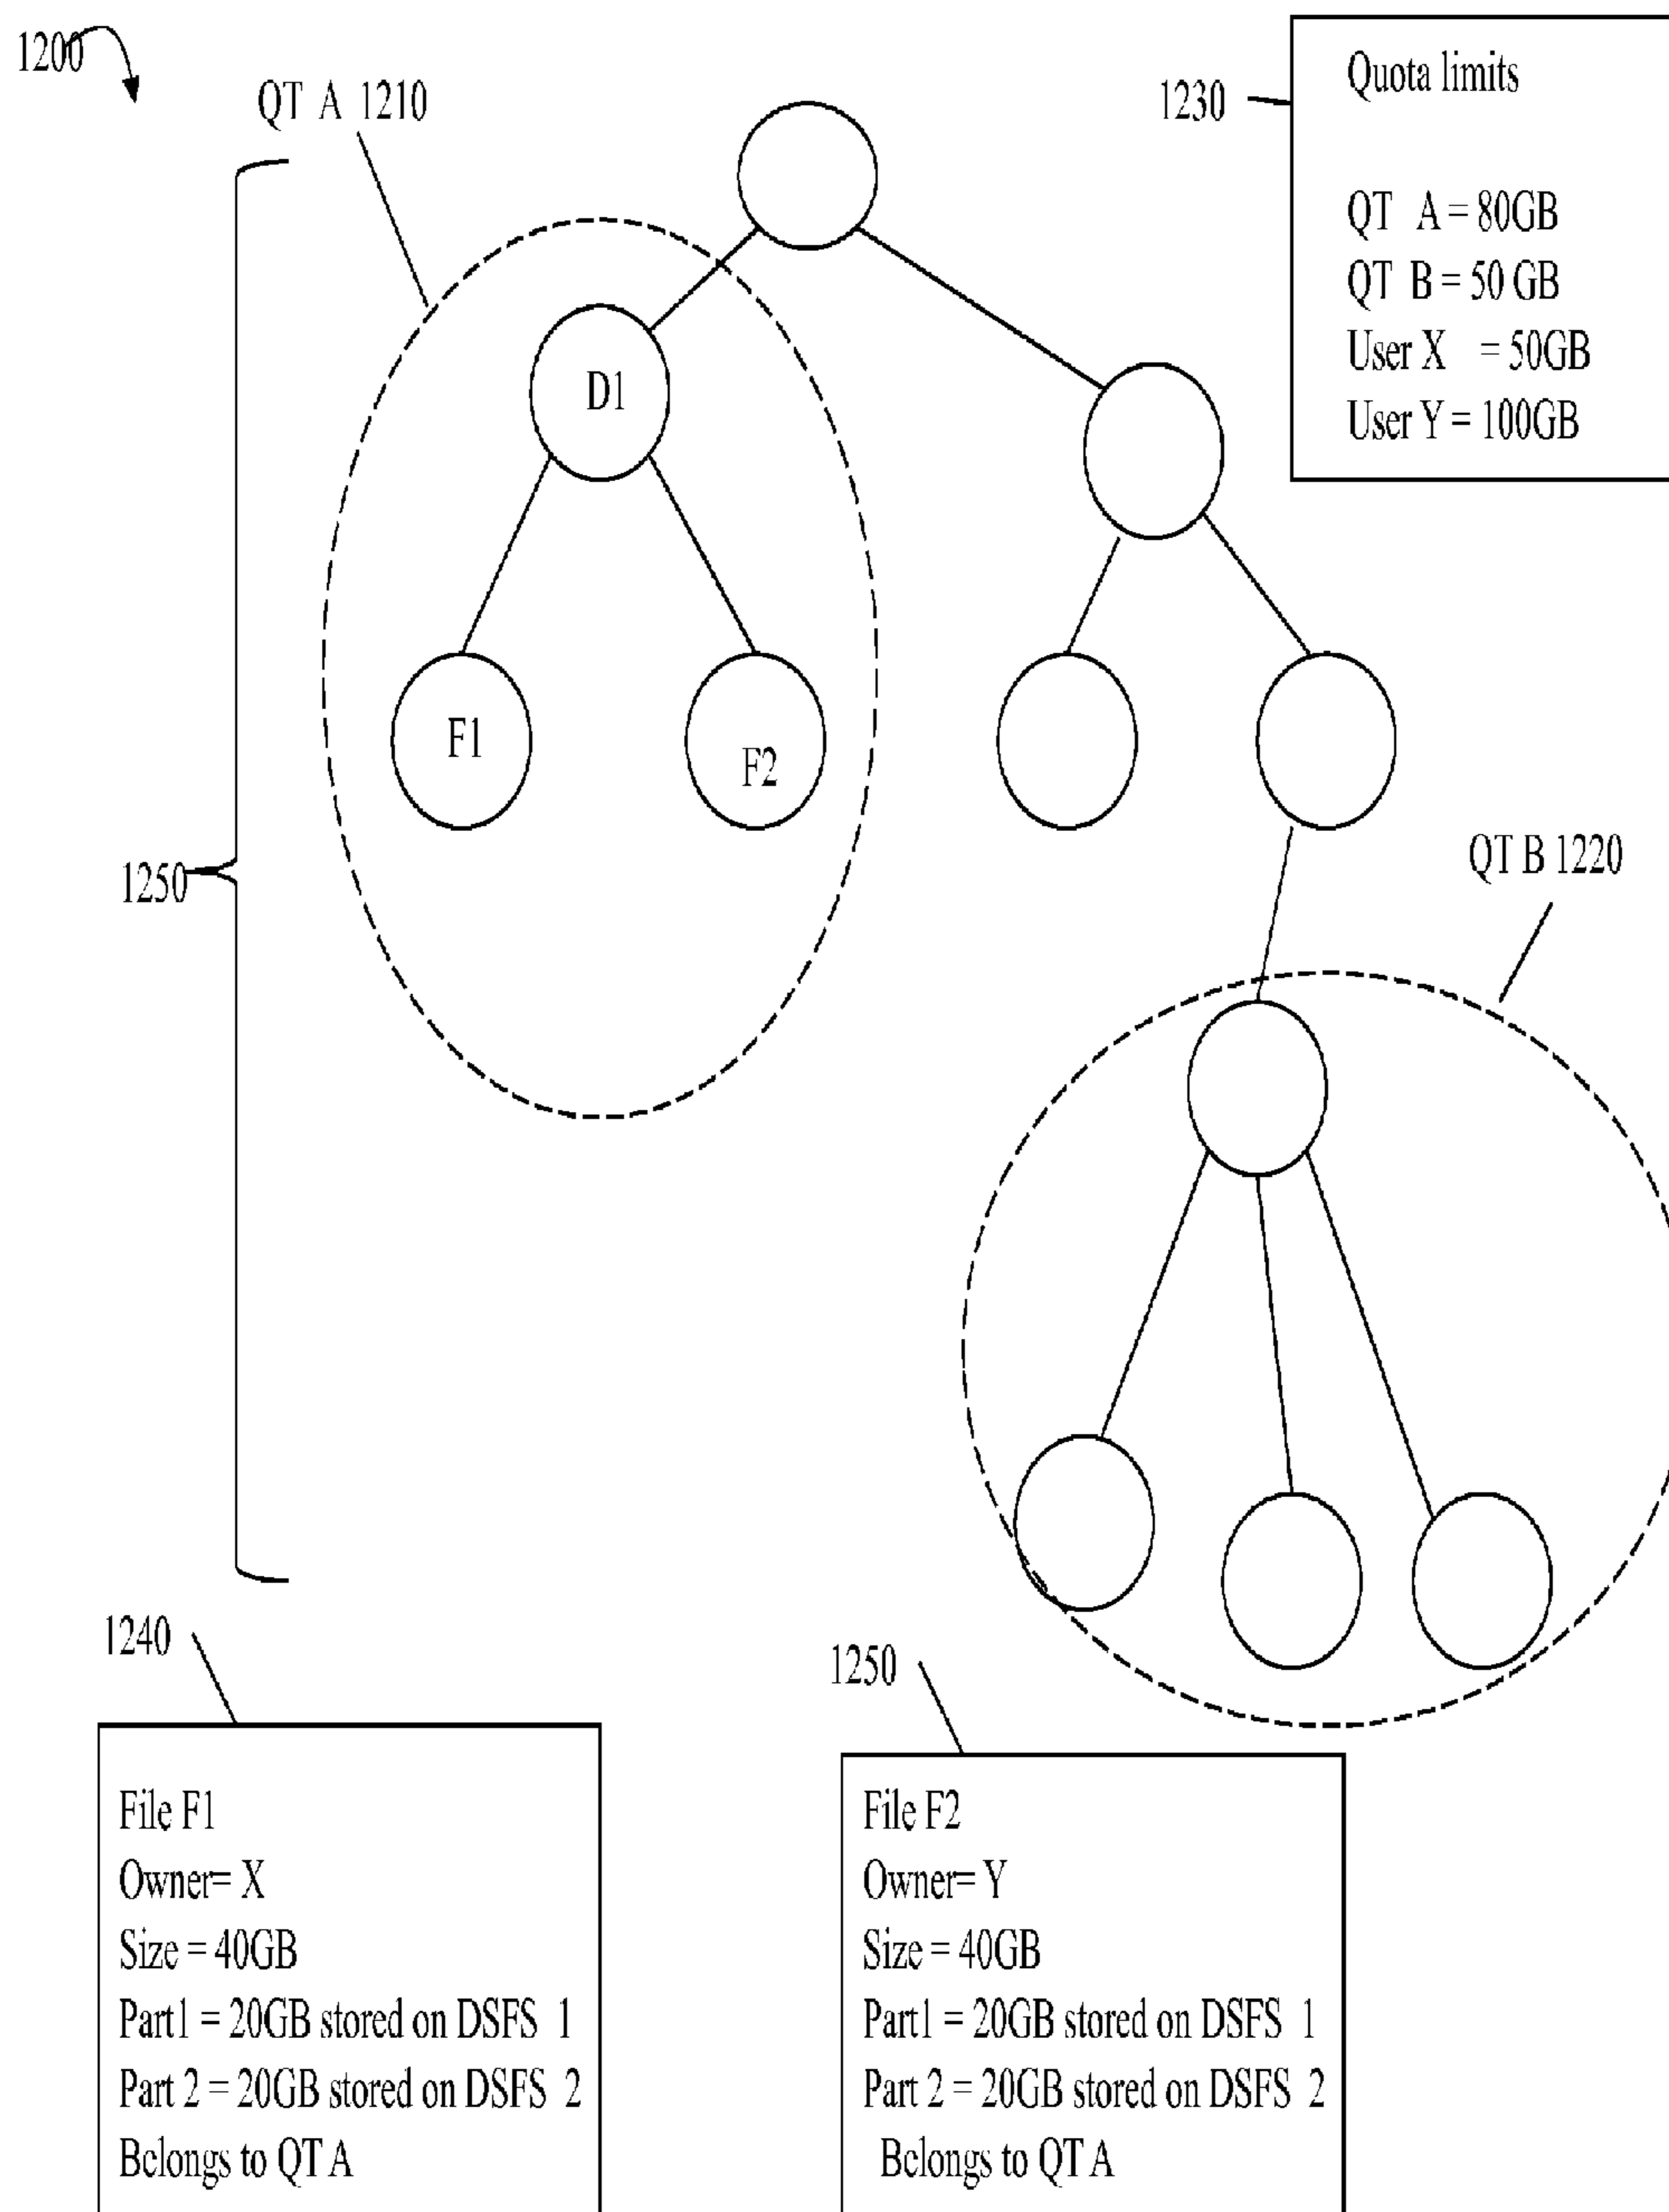 1200
QT A 1210
1230
Quota limits
QT A = 80GB
QT B = 50 GB
User X = 50GB
User Y = 100GB
D1
F1
F2
1250
QT B 1220
1240
File F1
Owner= X
Size = 40GB
Part1 = 20GB stored on DSFS 1
Part 2 = 20GB stored on DSFS 2
Belongs to QT A
1250
File F2
Owner= Y
Size = 40GB
Part1 = 20GB stored on DSFS 1
Part 2 = 20GB stored on DSFS 2
Belongs to QT A